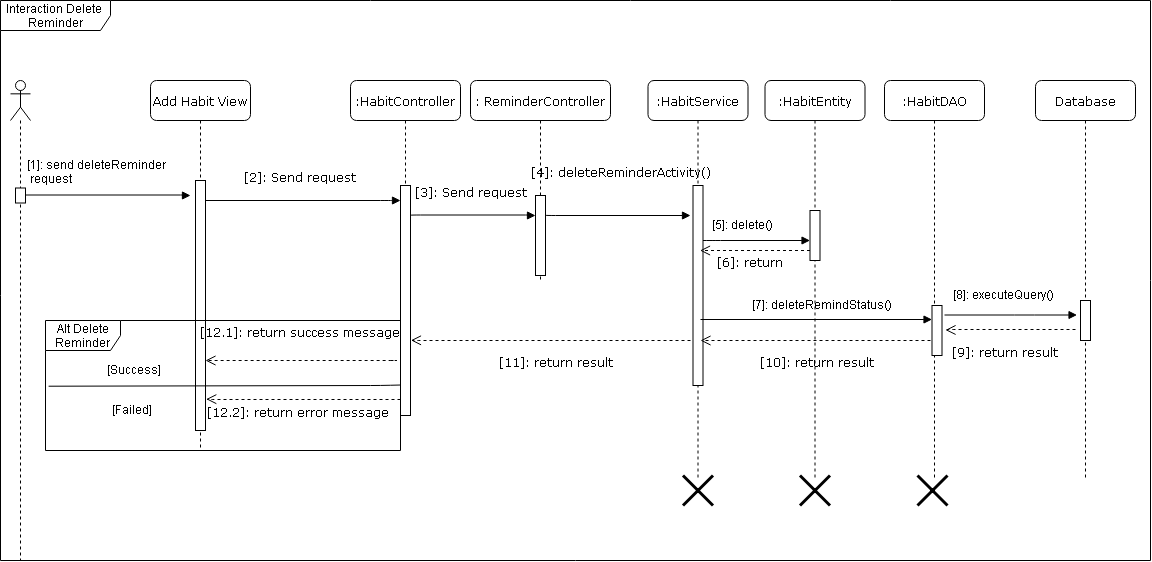 Interaction Delete
Reminder
Add Habit View
:HabitController
: ReminderController
:HabitService
:HabitEntity
:HabitDAO
Database
[1]: send deleteReminder
request
[2]: Send request
[3]: Send request
[4]: deleteReminderActivity()
[5]: delete()
[6]: return
[7]: deleteRemindStatus()
[8]: executeQuery()
[9]: return result
[10]: return result
[11]: return result
Alt Delete
Reminder
[12.1]: return success message
[Success]
[Failed]
[12.2]: return error message